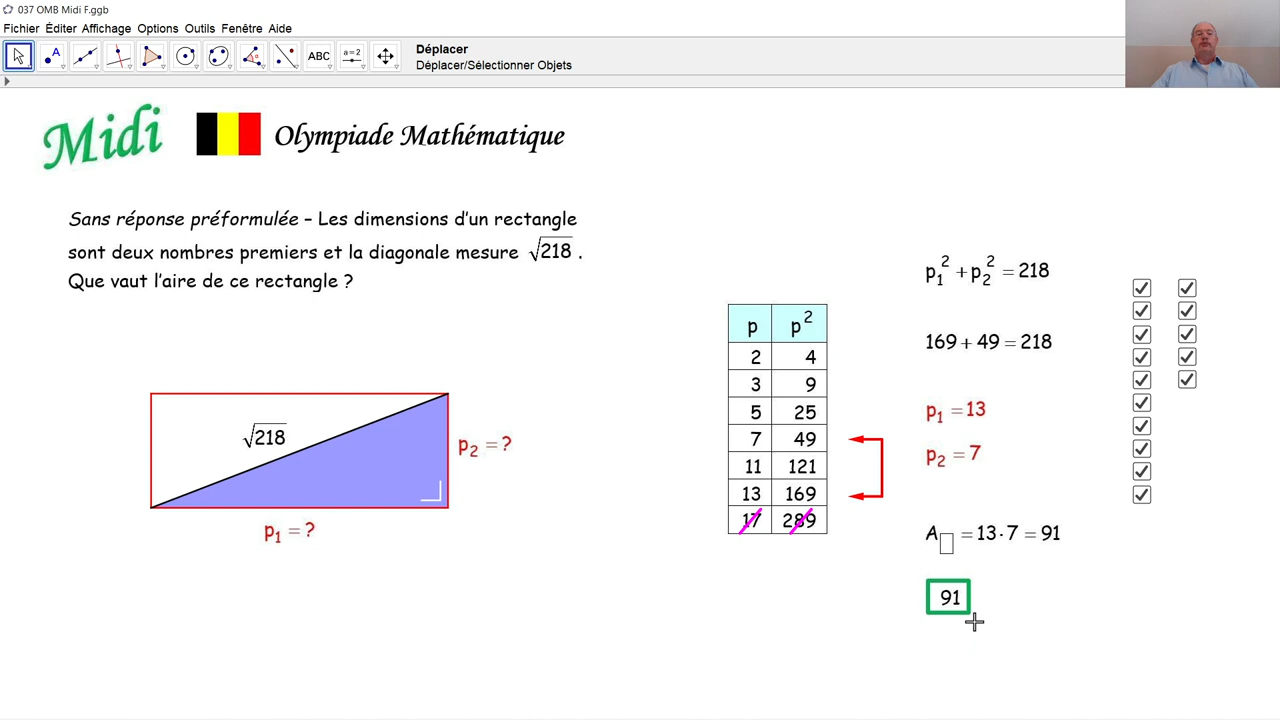 037 OMB Midi F.ggb
Fichier Éditer Affichage Options Outils Fenêtre Aide
A
ABC
a=2
Déplacer
Déplacer/Sélectionner Objets
Midi
Olympiade Mathématique
Sans réponse préformulée – Les dimensions d'un rectangle
sont deux nombres premiers et la diagonale mesure √218 .
Que vaut l'aire de ce rectangle ?
√218
p₂ = ?
p₁ = ?
p p²
2 4
3 9
5 25
7 49
11 121
13 169
17 289
p₁² + p₂² = 218
169 + 49 = 218
p₁ = 13
p₂ = 7
A▯ = 13 · 7 = 91
91